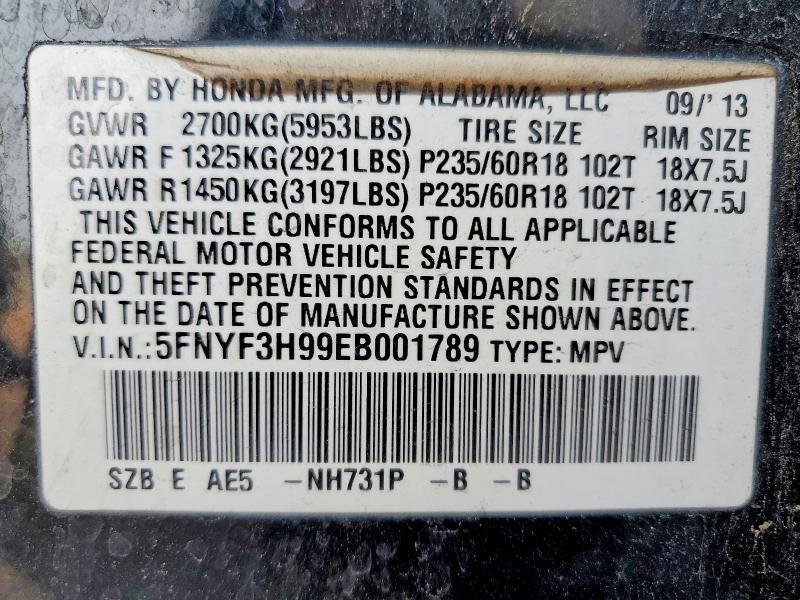 MFD. BY HONDA MFG. OF ALABAMA, LLC 09/'13
GVWR 2700KG(5953LBS) TIRE SIZE RIM SIZE
GAWR F 1325KG(2921LBS) P235/60R18 102T 18X7.5J
GAWR R1450KG(3197LBS) P235/60R18 102T 18X7.5J
THIS VEHICLE CONFORMS TO ALL APPLICABLE
FEDERAL MOTOR VEHICLE SAFETY
AND THEFT PREVENTION STANDARDS IN EFFECT
ON THE DATE OF MANUFACTURE SHOWN ABOVE.
V.I.N.: 5FNYF3H99EB001789 TYPE: MPV
SZB E AE5 -NH731P -B -B